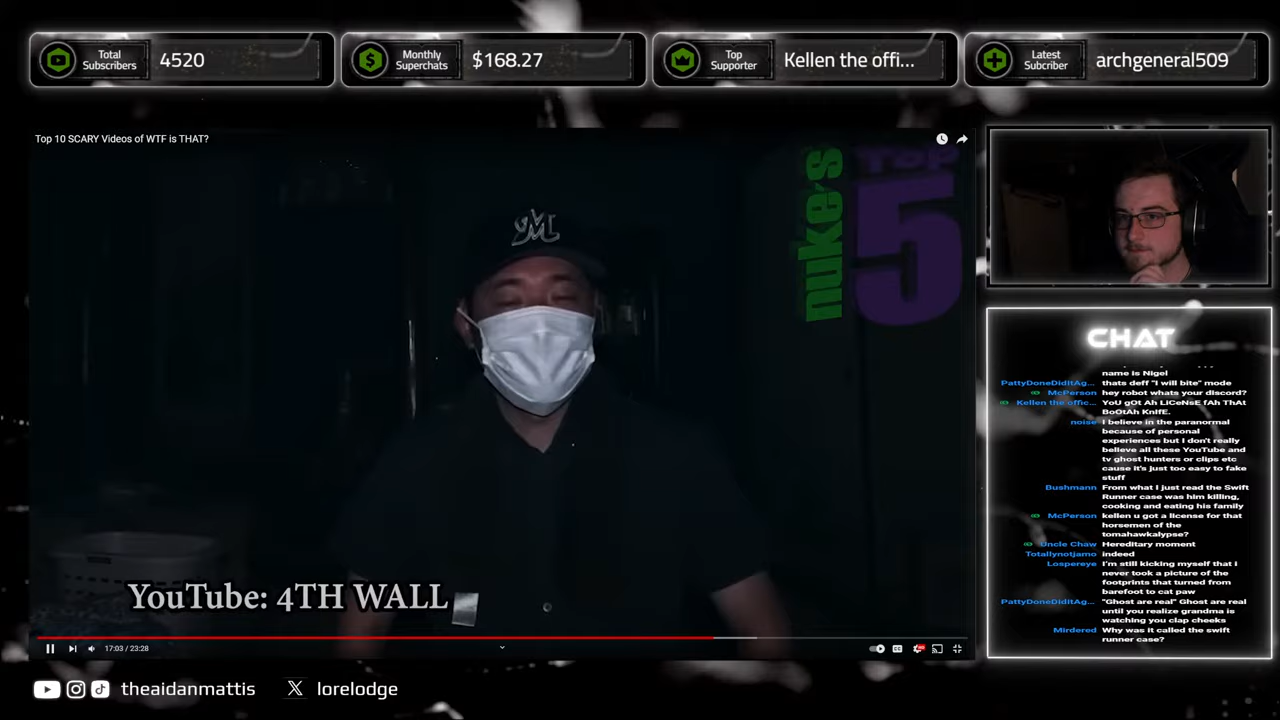 Total
Subscribers
4520
Monthly
Superchats
$168.27
Top
Supporter
Kellen the offi...
Latest
Subcriber
archgeneral509
Top 10 SCARY Videos of WTF is THAT?
nuke's
TOP
5
YouTube: 4TH WALL
17:03 / 23:28
CHAT
name is Nigel
PattyDoneDiditAg... thats deff "I will bite" mode
McPerson hey robot whats your discord?
Kellen the offic... YoU gOt Ah LICeNsE fAh ThAt
BoOtAh KnIfE.
noise I believe in the paranormal
because of personal
experiences but I don't really
believe all these YouTube and
tv ghost hunters or clips etc
cause it's just too easy to fake
stuff
Bushmann From what I just read the Swift
Runner case was him killing,
cooking and eating his family
McPerson kellen u got a license for that
horsemen of the
tomahawkalypse?
Uncle Chaw Hereditary moment
Totallynotjamo indeed
Lospereye I'm still kicking myself that i
never took a picture of the
footprints that turned from
barefoot to cat paw
PattyDoneDiditAg... "Ghost are real" Ghost are real
until you realize grandma is
watching you clap cheeks
Mirdered Why was it called the swift
runner case?
theaidanmattis
lorelodge